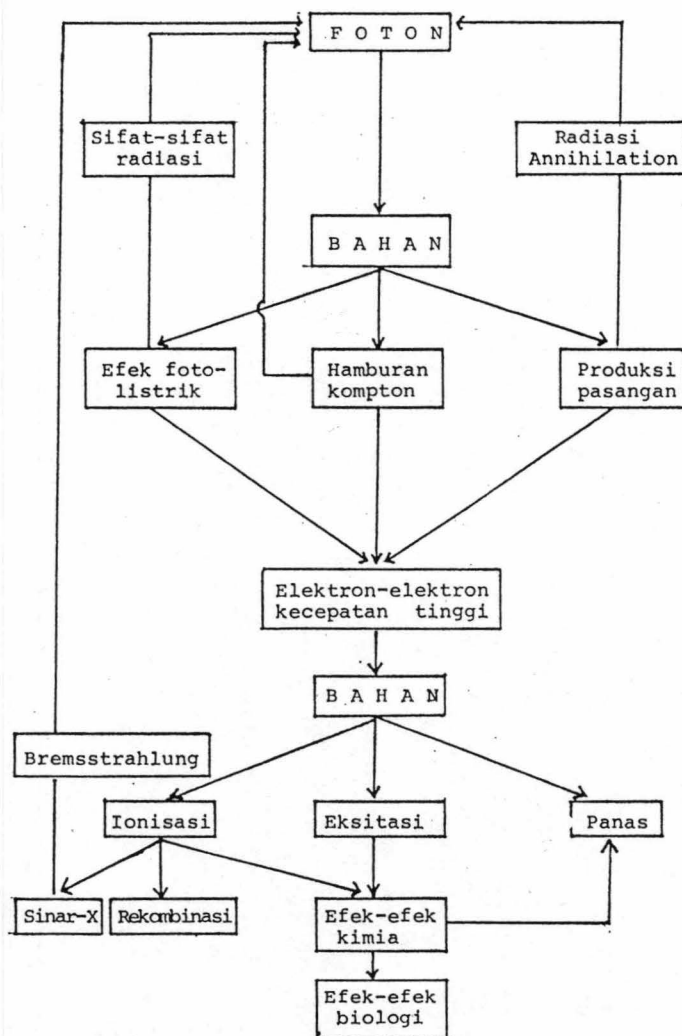 F O T O N
Sifat-sifat
radiasi
Radiasi
Annihilation
B A H A N
Efek foto-
listrik
Hamburan
kompton
Produksi
pasangan
Elektron-elektron
kecepatan tinggi
B A H A N
Bremsstrahlung
Ionisasi
Eksitasi
Panas
Sinar-X
Rekombinasi
Efek-efek
kimia
Efek-efek
biologi